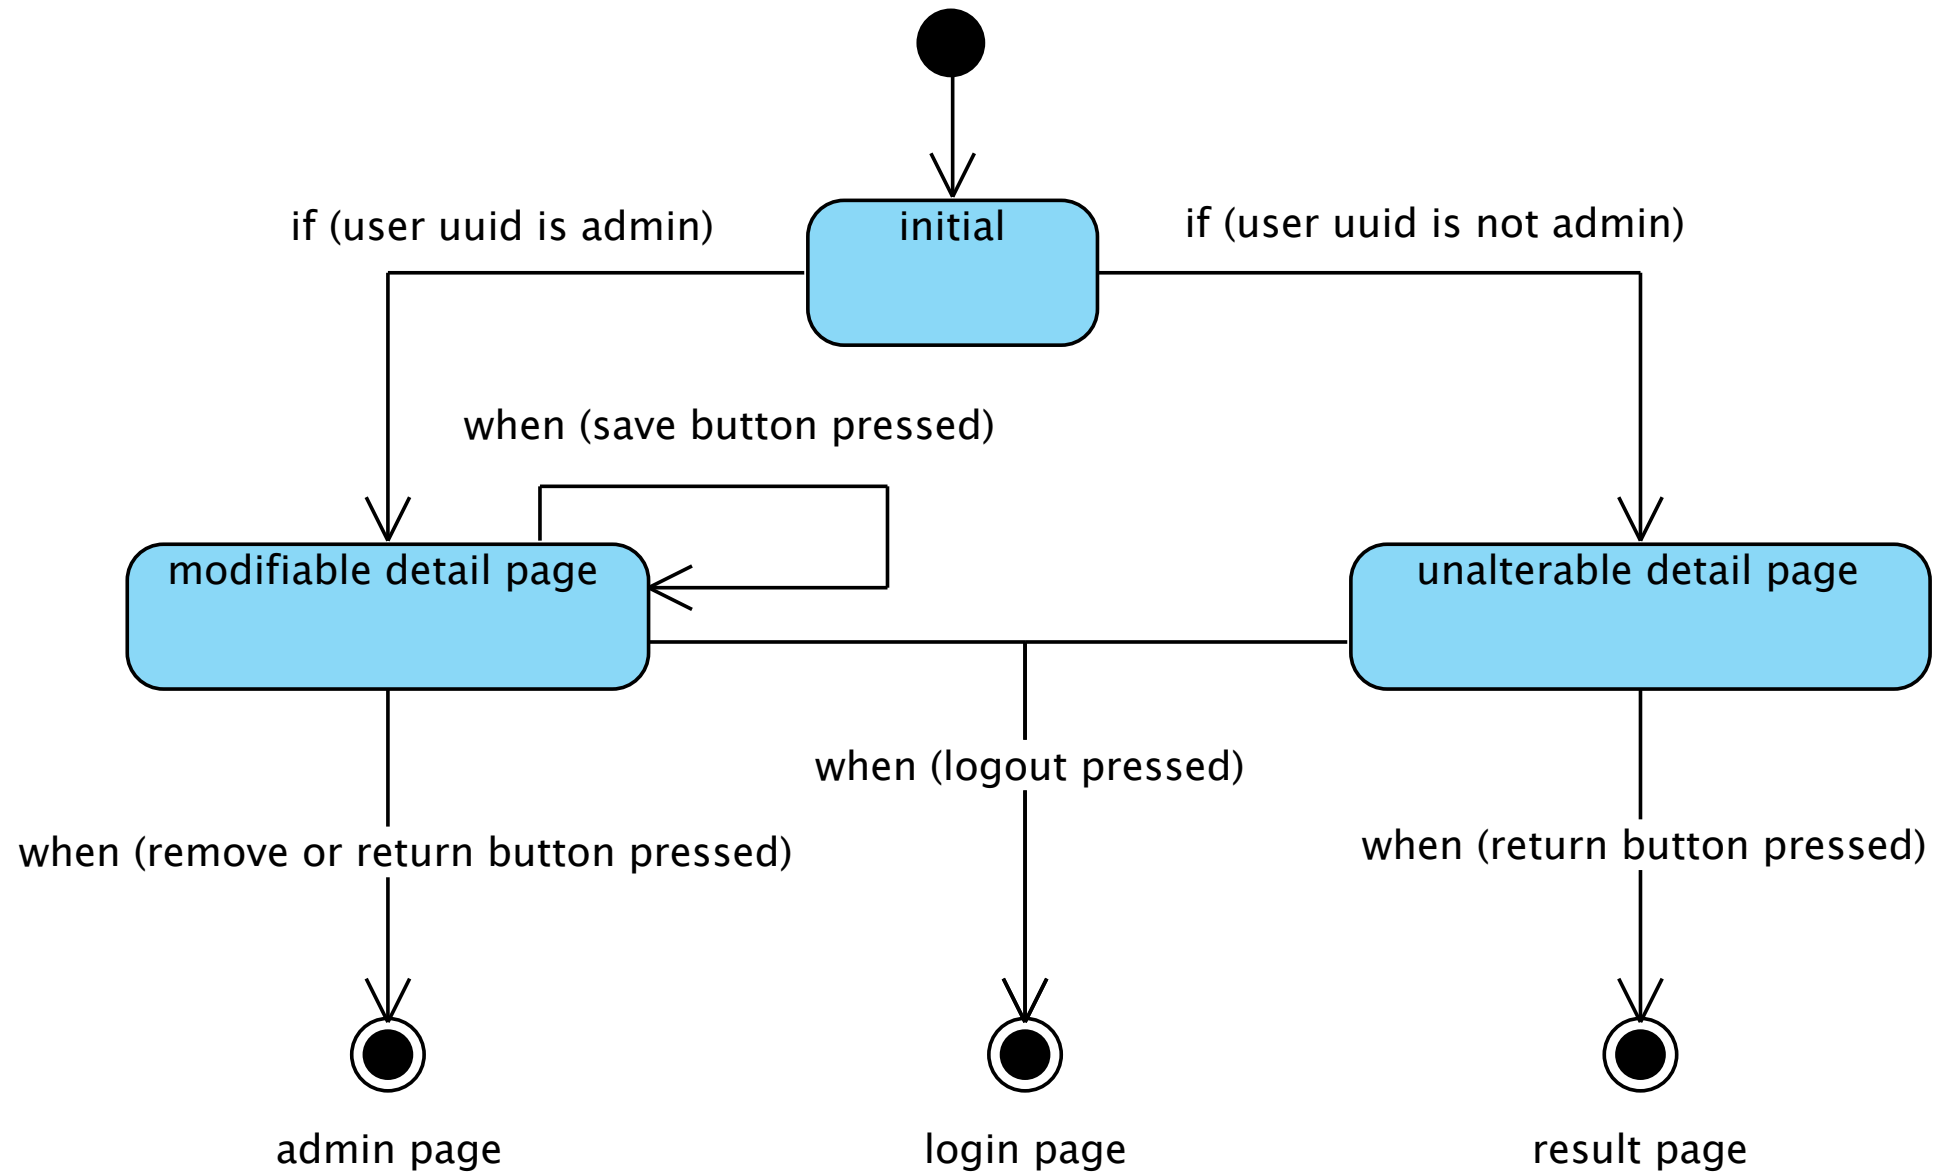 if (user uuid is admin)
initial
if (user uuid is not admin)
when (save button pressed)
modifiable detail page
unalterable detail page
when (logout pressed)
when (remove or return button pressed)
when (return button pressed)
admin page
login page
result page